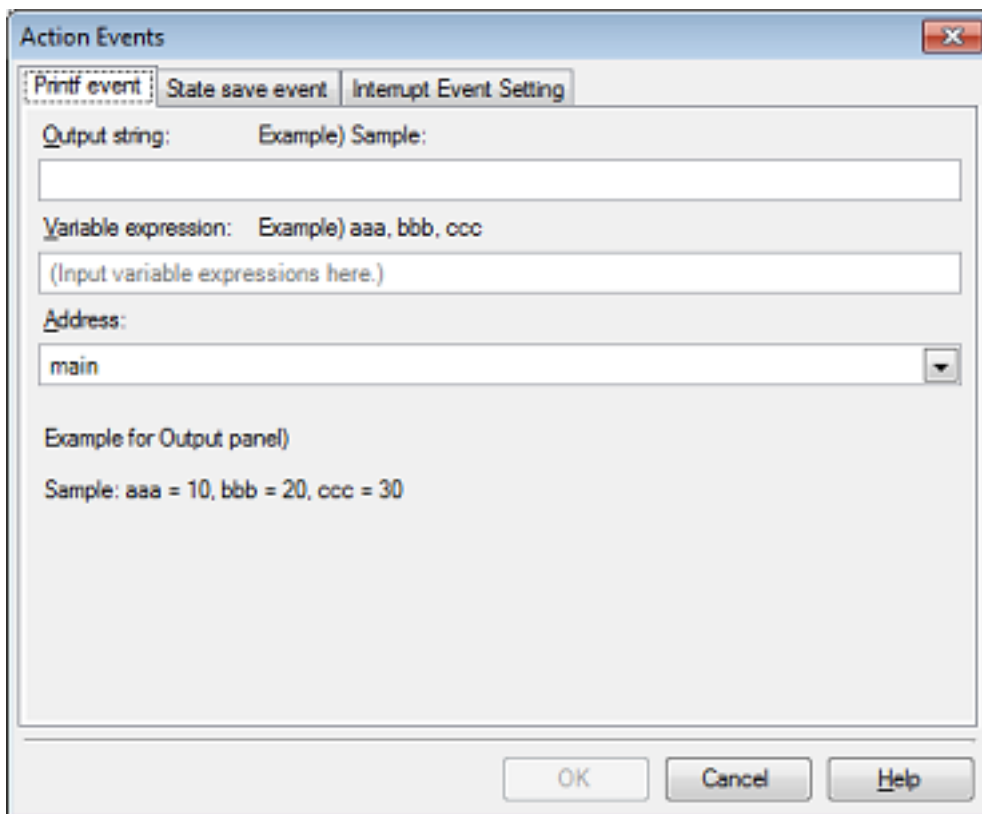 Action Events
Printf event State save event Interrupt Event Setting
Output string: Example) Sample:
Variable expression: Example) aaa, bbb, ccc
(Input variable expressions here.)
Address:
main
Example for Output panel)
Sample: aaa = 10, bbb = 20, ccc = 30
OK Cancel Help